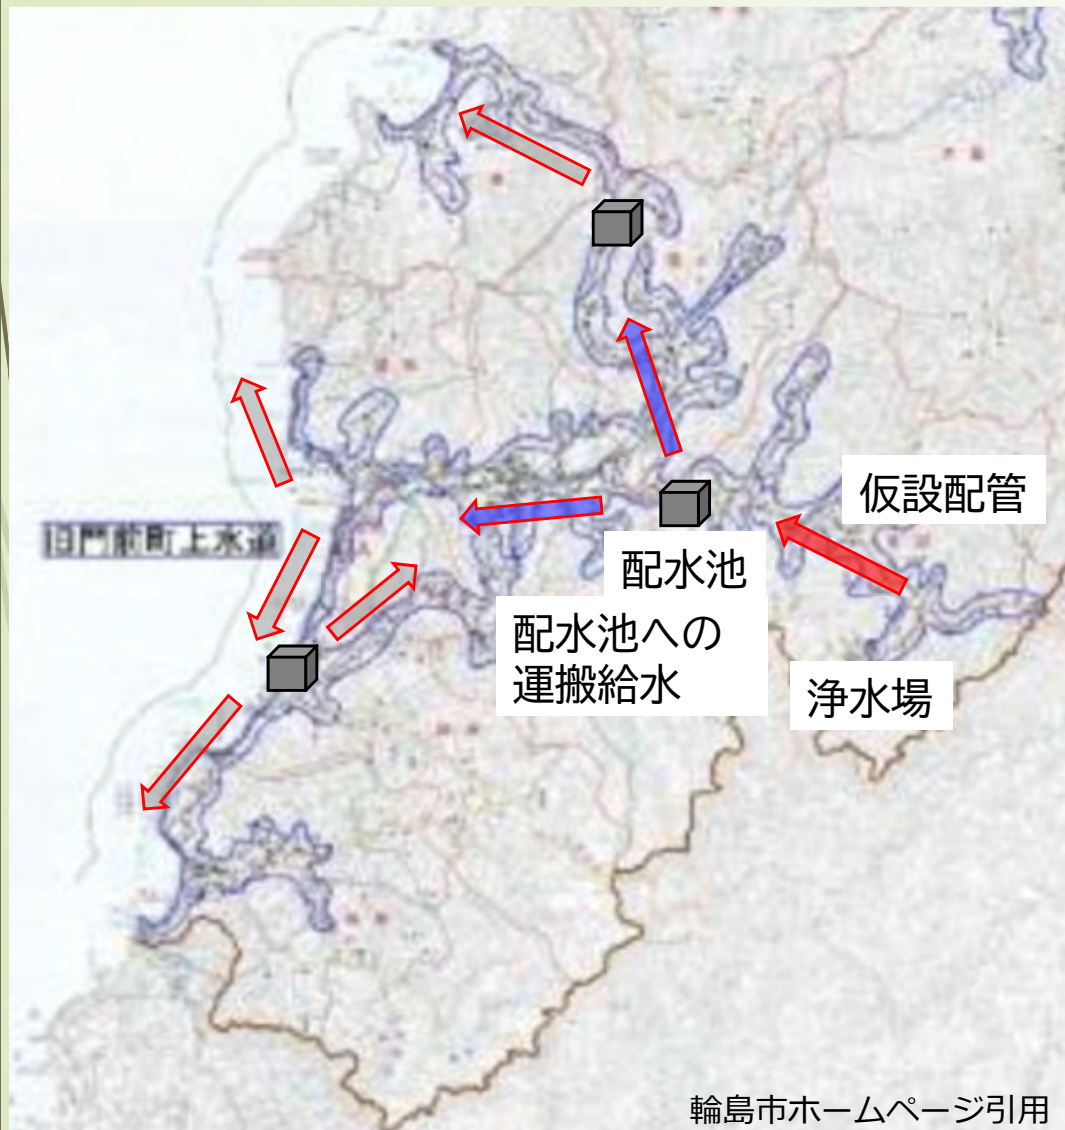 仮設配管
旧門前町上水道
配水池
配水池への
運搬給水
浄水場
輪島市ホームページ引用